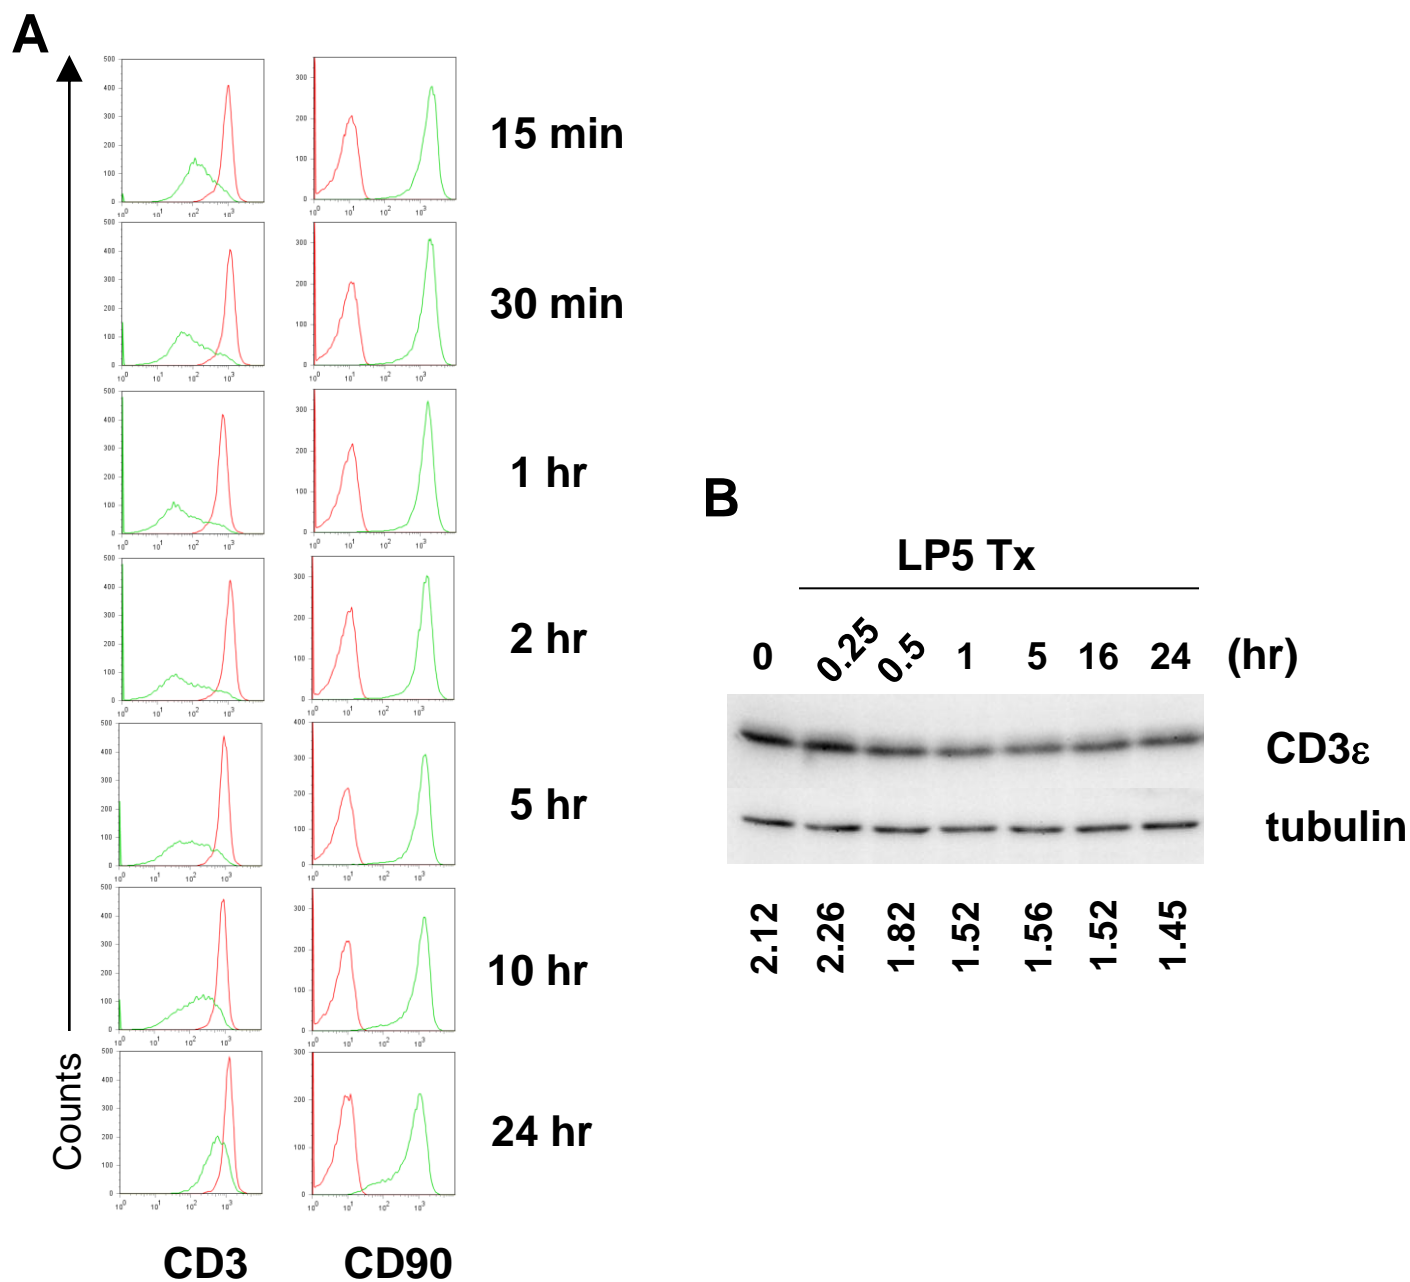 A
15 min
30 min
1 hr
2 hr
5 hr
10 hr
24 hr
Counts
CD3 CD90
B
LP5 Tx
0 0.25 0.5 1 5 16 24 (hr)
CD3ε
tubulin
2.12 2.26 1.82 1.52 1.56 1.52 1.45